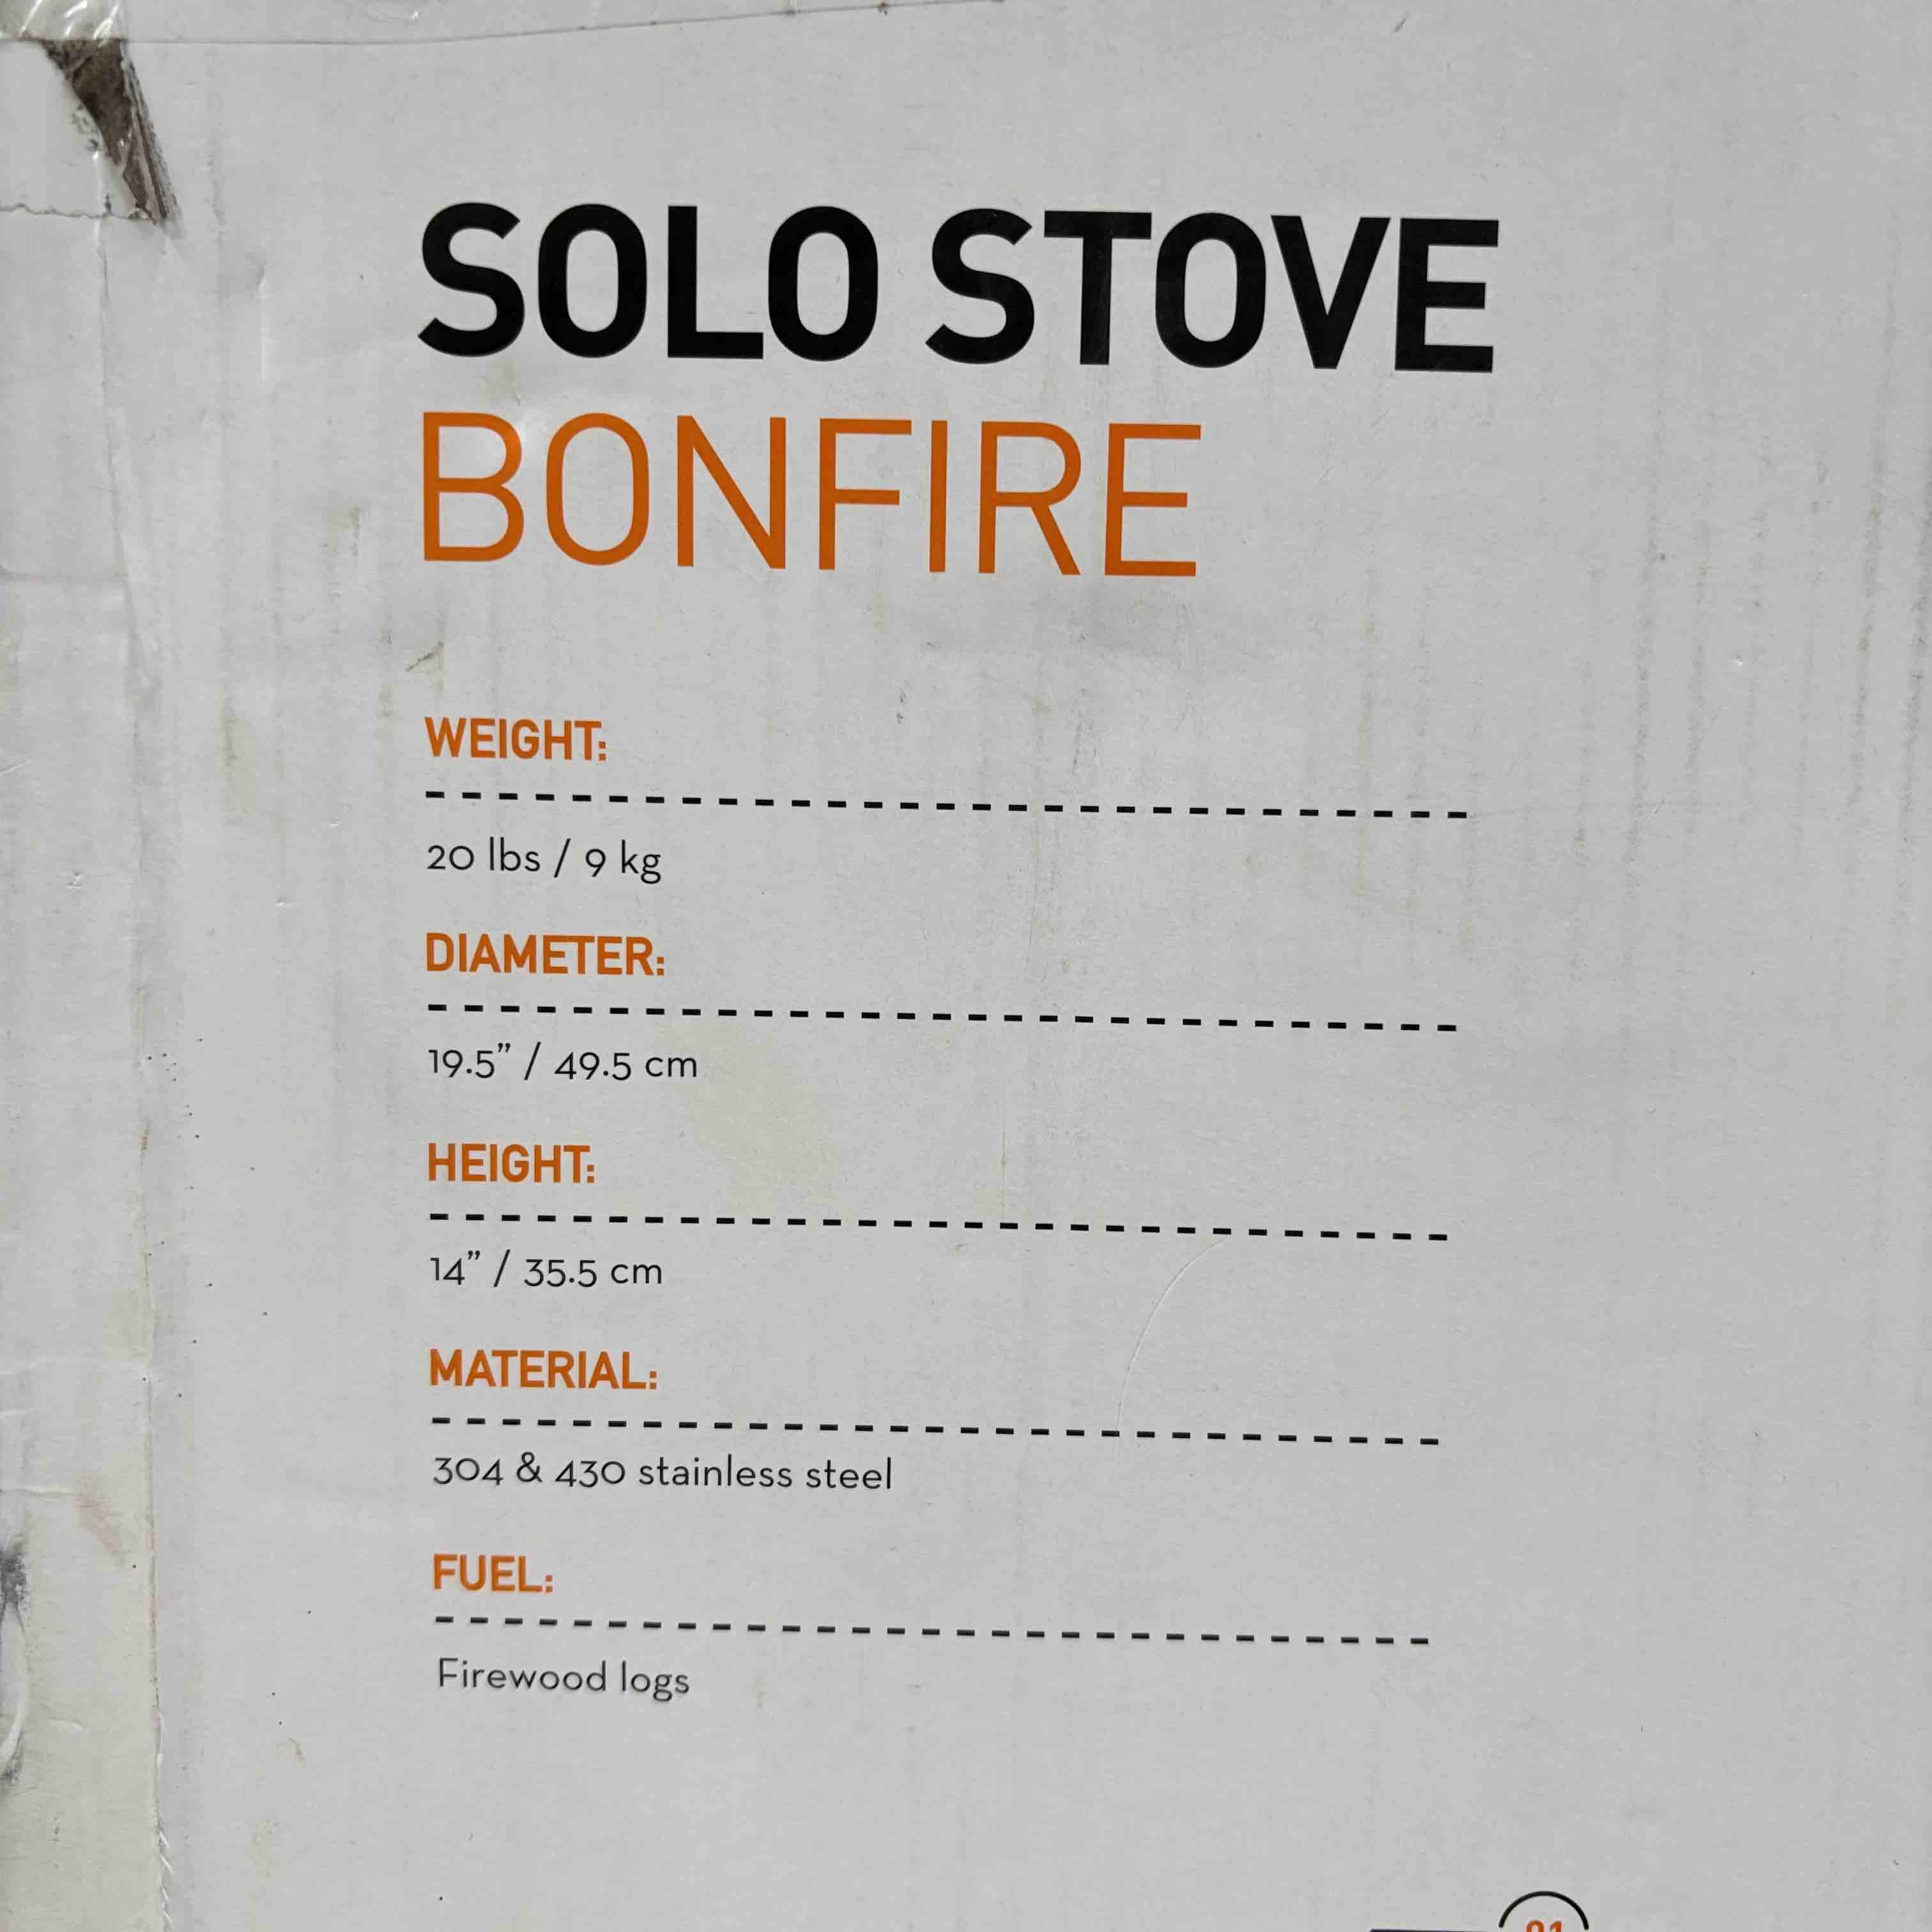 SOLO STOVE
BONFIRE
WEIGHT:
20 lbs / 9 kg
DIAMETER:
19.5” / 49.5 cm
HEIGHT:
14” / 35.5 cm
MATERIAL:
304 & 430 stainless steel
FUEL:
Firewood logs